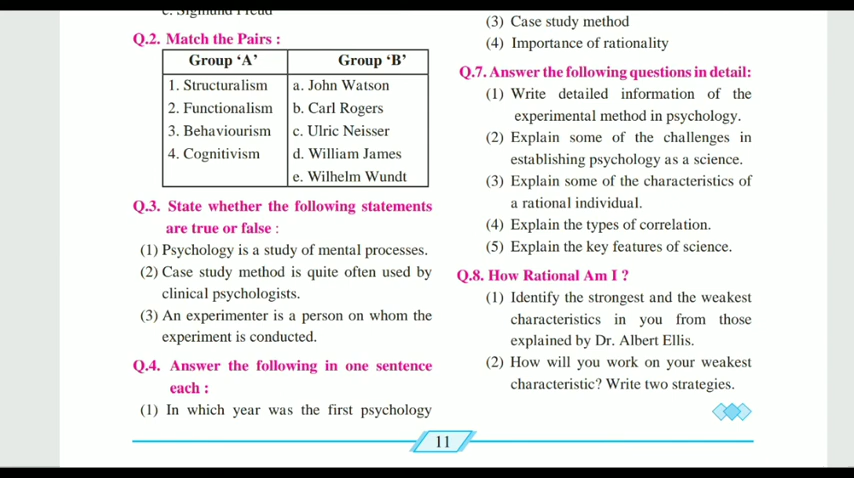 c. Sigmund Freud
Q.2. Match the Pairs :
Group ‘A’ Group ‘B’
1. Structuralism a. John Watson
2. Functionalism b. Carl Rogers
3. Behaviourism c. Ulric Neisser
4. Cognitivism d. William James
e. Wilhelm Wundt
Q.3. State whether the following statements
are true or false :
(1) Psychology is a study of mental processes.
(2) Case study method is quite often used by
clinical psychologists.
(3) An experimenter is a person on whom the
experiment is conducted.
Q.4. Answer the following in one sentence
each :
(1) In which year was the first psychology
(3) Case study method
(4) Importance of rationality
Q.7. Answer the following questions in detail:
(1) Write detailed information of the
experimental method in psychology.
(2) Explain some of the challenges in
establishing psychology as a science.
(3) Explain some of the characteristics of
a rational individual.
(4) Explain the types of correlation.
(5) Explain the key features of science.
Q.8. How Rational Am I ?
(1) Identify the strongest and the weakest
characteristics in you from those
explained by Dr. Albert Ellis.
(2) How will you work on your weakest
characteristic? Write two strategies.
11